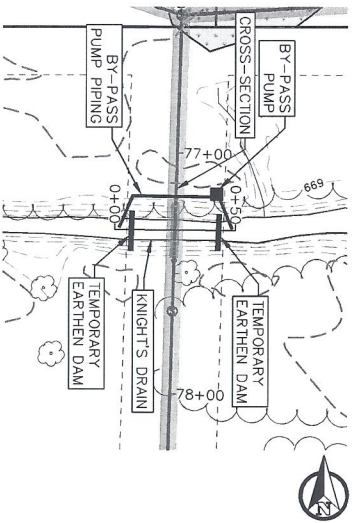 BY-PASS
PUMP
CROSS-SECTION
BY-PASS
PUMP PIPING
77+00
0+50
0+00
669
TEMPORARY
EARTHEN DAM
KNIGHT'S DRAIN
TEMPORARY
EARTHEN DAM
78+00
N